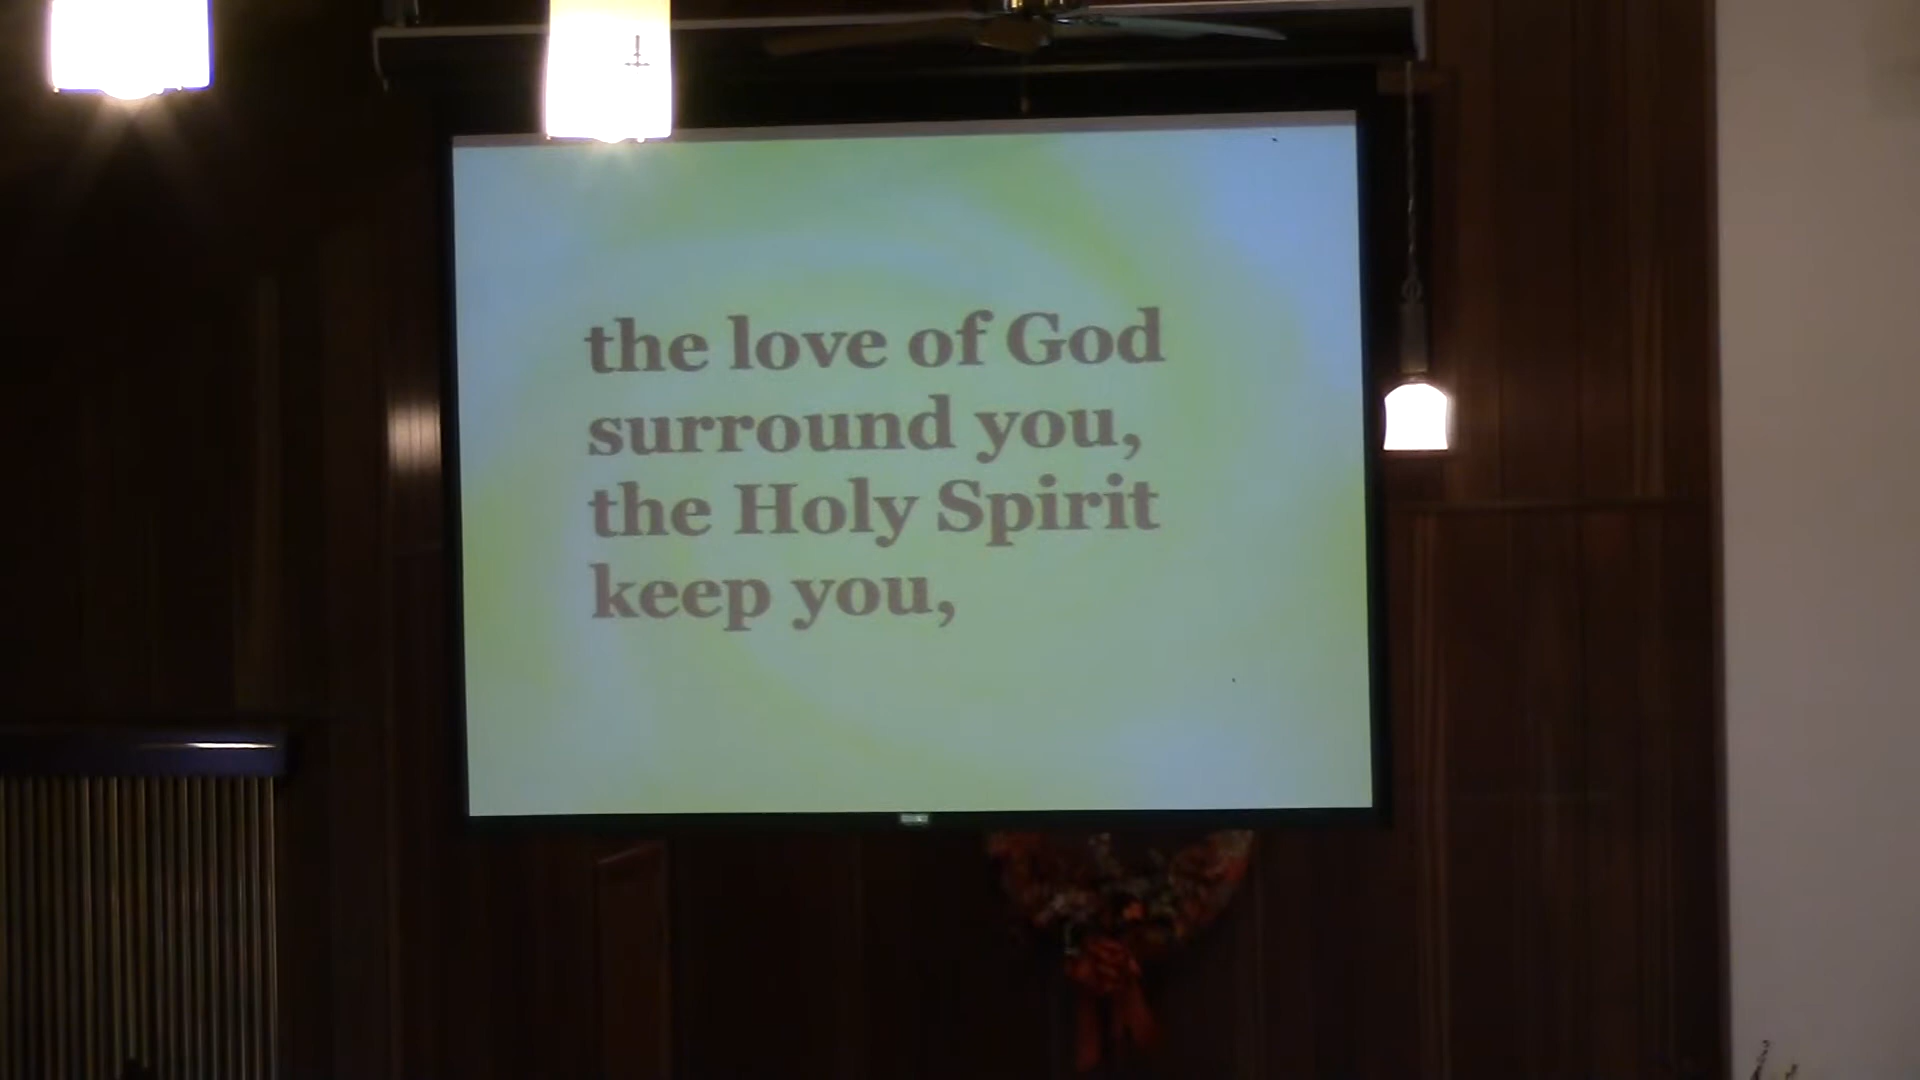 the love of God
surround you,
the Holy Spirit
keep you,